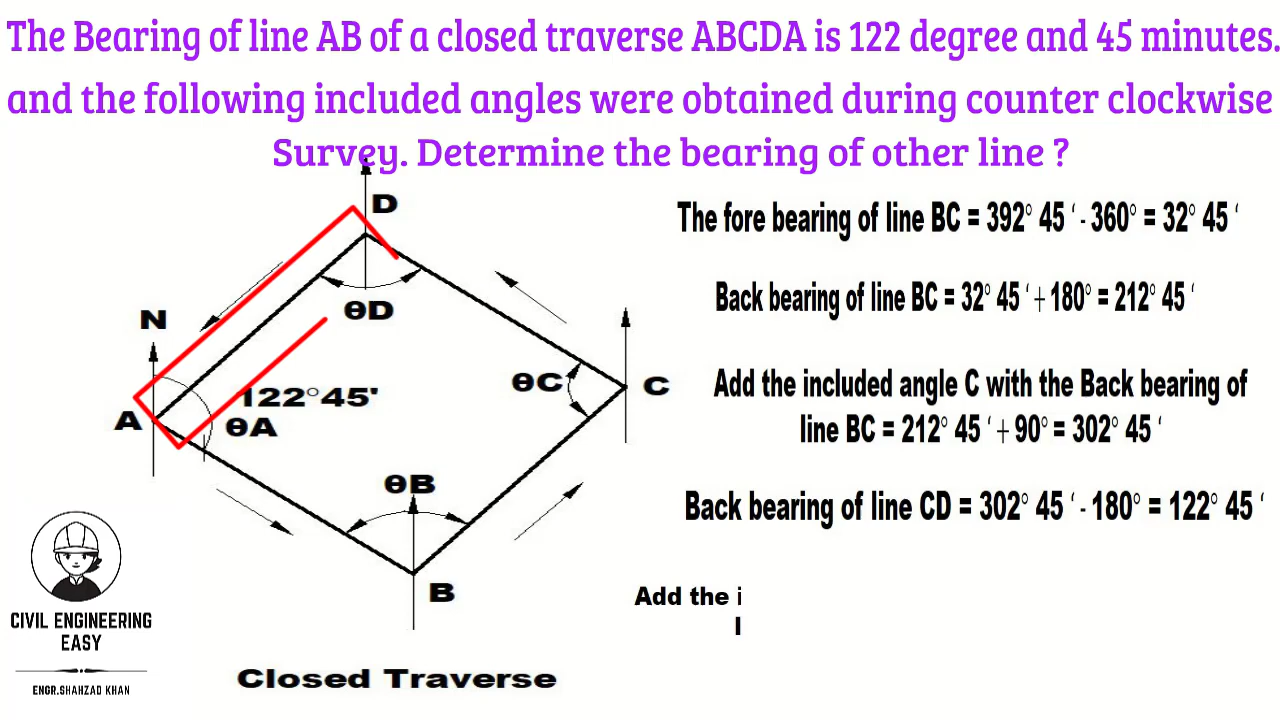 The Bearing of line AB of a closed traverse ABCDA is 122 degree and 45 minutes.
and the following included angles were obtained during counter clockwise
Survey. Determine the bearing of other line ?
The fore bearing of line BC = 392° 45 ‘ - 360° = 32° 45 ‘
Back bearing of line BC = 32° 45 ‘ + 180° = 212° 45 ‘
Add the included angle C with the Back bearing of
line BC = 212° 45 ‘ + 90° = 302° 45 ‘
Back bearing of line CD = 302° 45 ‘ - 180° = 122° 45 ‘
Add the i
l
D
N
θD
θC
C
122°45'
A
θA
θB
B
Closed Traverse
CIVIL ENGINEERING
EASY
ENGR.SHAHZAD KHAN